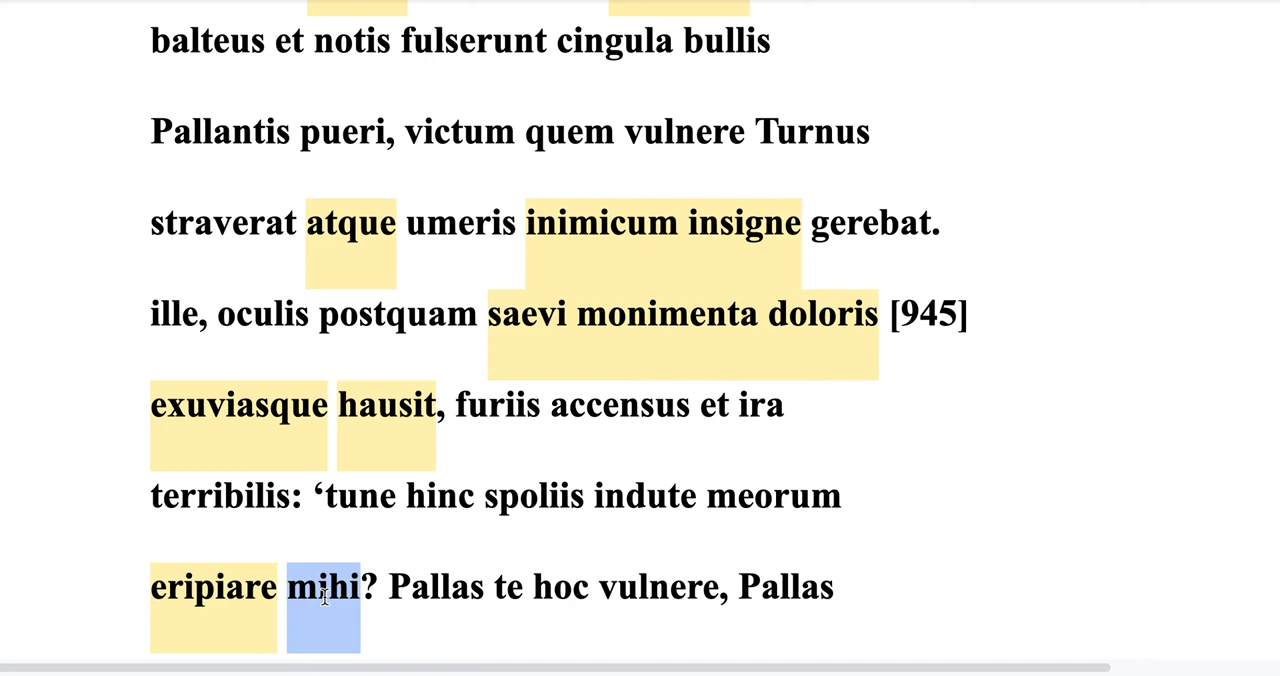 balteus et notis fulserunt cingula bullis
Pallantis pueri, victum quem vulnere Turnus
straverat atque umeris inimicum insigne gerebat.
ille, oculis postquam saevi monimenta doloris [945]
exuviasque hausit, furiis accensus et ira
terribilis: ‘tune hinc spoliis indute meorum
eripiare mihi? Pallas te hoc vulnere, Pallas